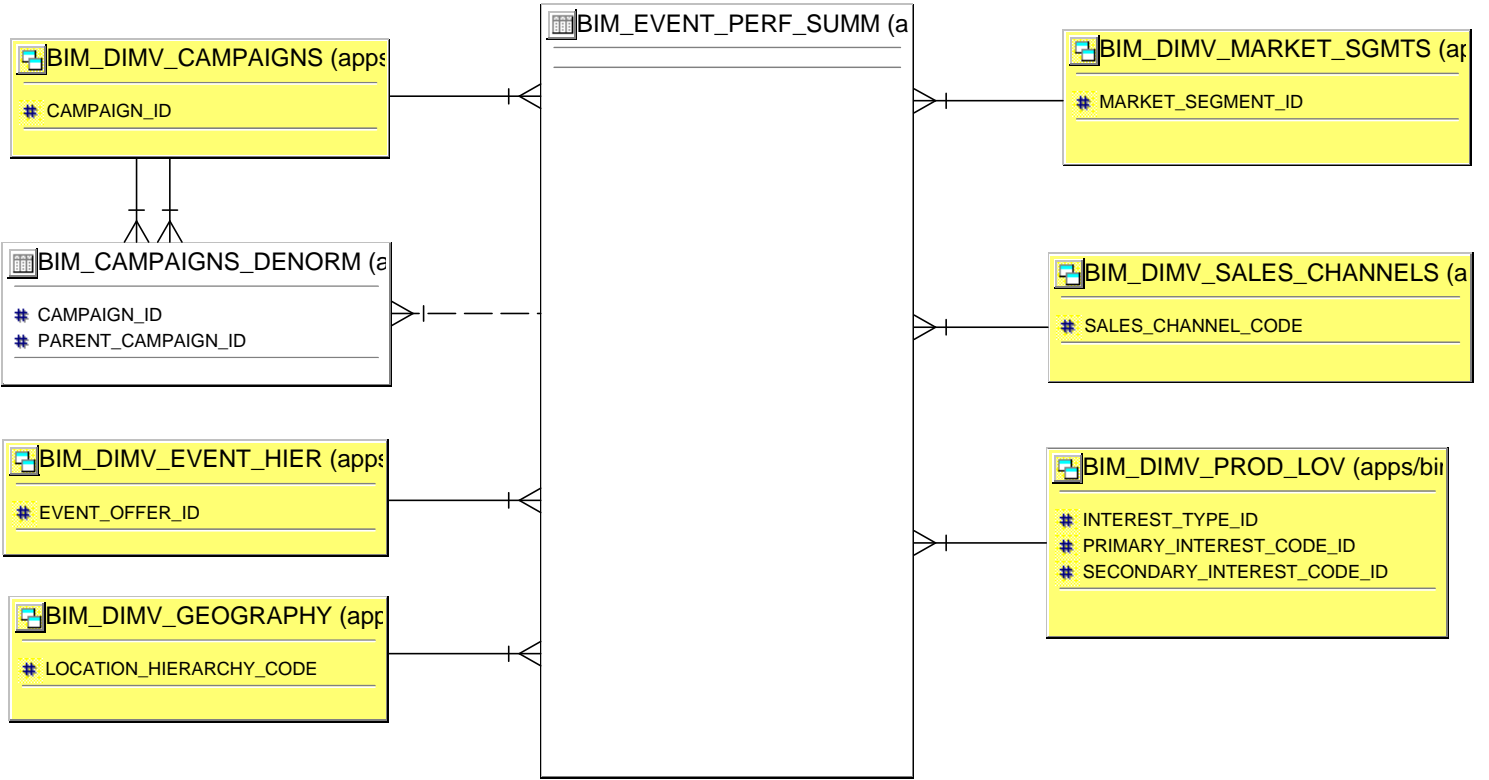 BIM_EVENT_PERF_SUMM (a
BIM_DIMV_CAMPAIGNS (apps
# CAMPAIGN_ID
BIM_CAMPAIGNS_DENORM (a
# CAMPAIGN_ID
# PARENT_CAMPAIGN_ID
BIM_DIMV_EVENT_HIER (apps
# EVENT_OFFER_ID
BIM_DIMV_GEOGRAPHY (app
# LOCATION_HIERARCHY_CODE
BIM_DIMV_MARKET_SGMTS (ap
# MARKET_SEGMENT_ID
BIM_DIMV_SALES_CHANNELS (a
# SALES_CHANNEL_CODE
BIM_DIMV_PROD_LOV (apps/bin
# INTEREST_TYPE_ID
# PRIMARY_INTEREST_CODE_ID
# SECONDARY_INTEREST_CODE_ID